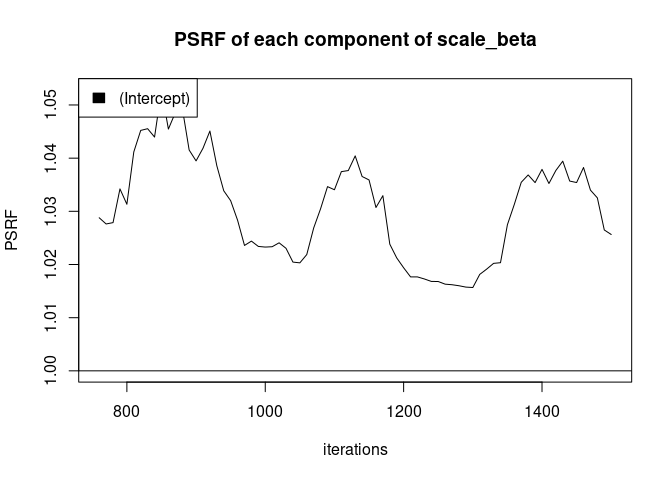 PSRF of each component of scale_beta
(Intercept)
PSRF
1.05
1.04
1.03
1.02
1.01
1.00
800 1000 1200 1400
iterations